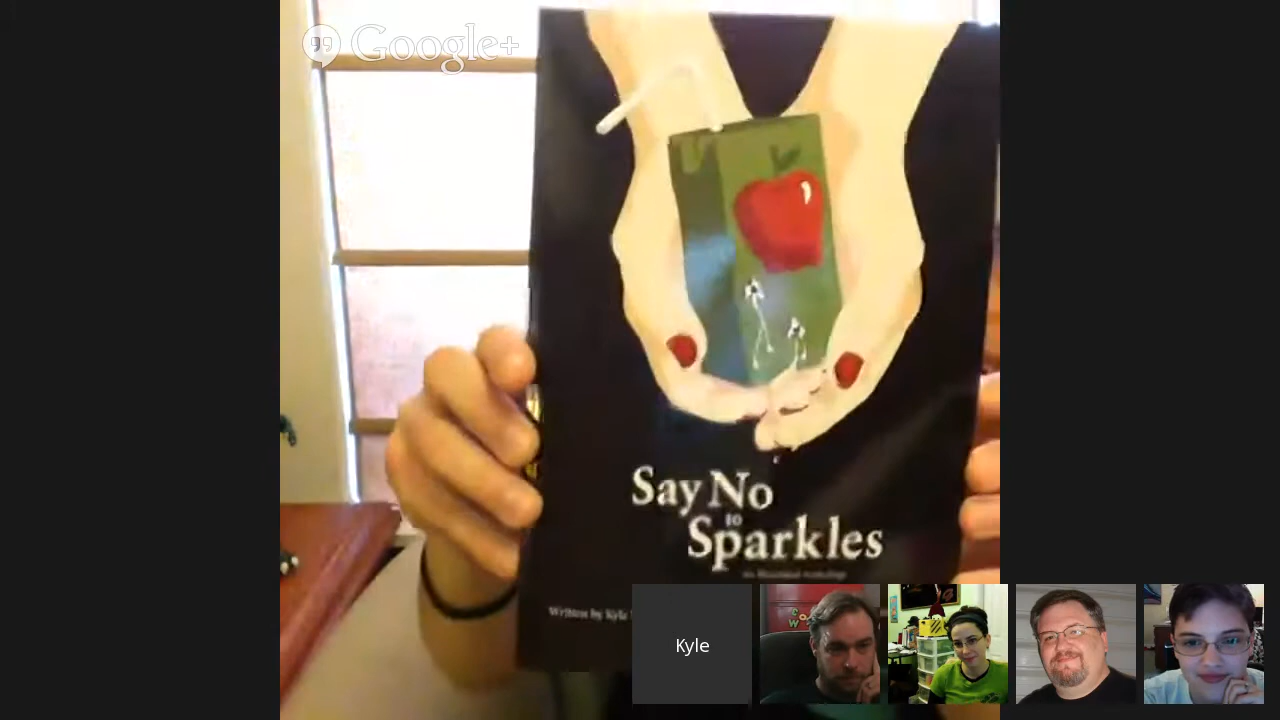 Google+
Say No
to
Sparkles
Written by Kyle
Kyle